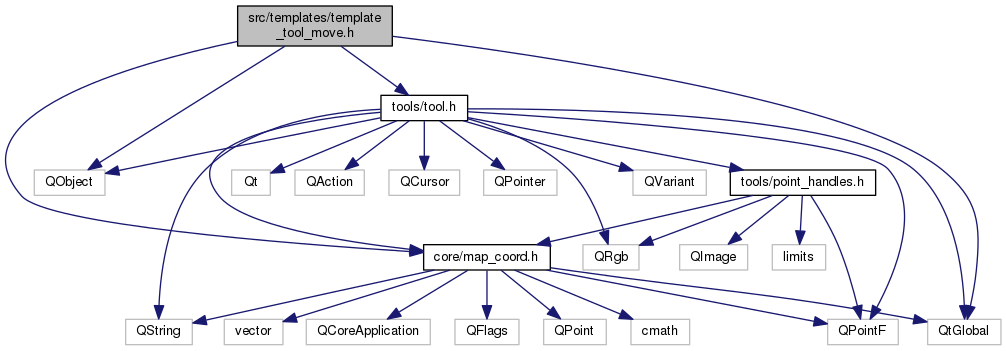 src/templates/template
_tool_move.h
tools/tool.h
QObject
Qt
QAction
QCursor
QPointer
QVariant
tools/point_handles.h
core/map_coord.h
QRgb
QImage
limits
QString
vector
QCoreApplication
QFlags
QPoint
cmath
QPointF
QtGlobal